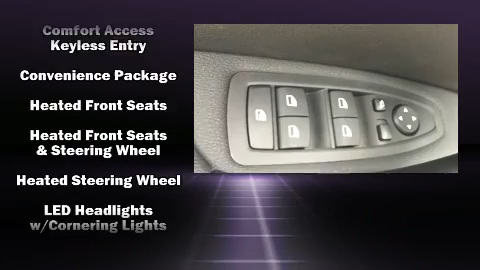 Comfort Access
Keyless Entry
Convenience Package
Heated Front Seats
Heated Front Seats
& Steering Wheel
Heated Steering Wheel
LED Headlights
w/Cornering Lights